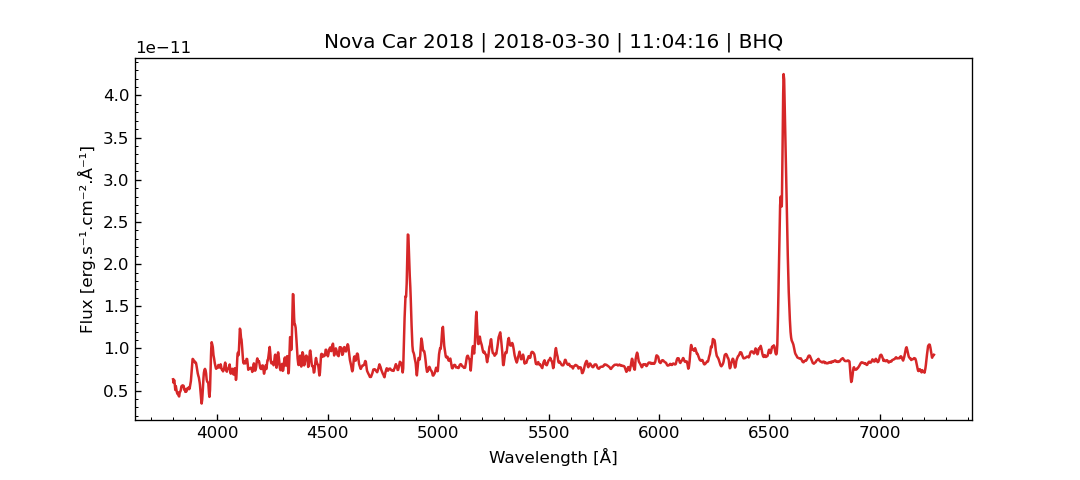 Nova Car 2018 | 2018-03-30 | 11:04:16 | BHQ
1e−11
4.0
3.5
3.0
2.5
2.0
1.5
1.0
0.5
Flux [erg.s⁻¹.cm⁻².Å⁻¹]
4000 4500 5000 5500 6000 6500 7000
Wavelength [Å]